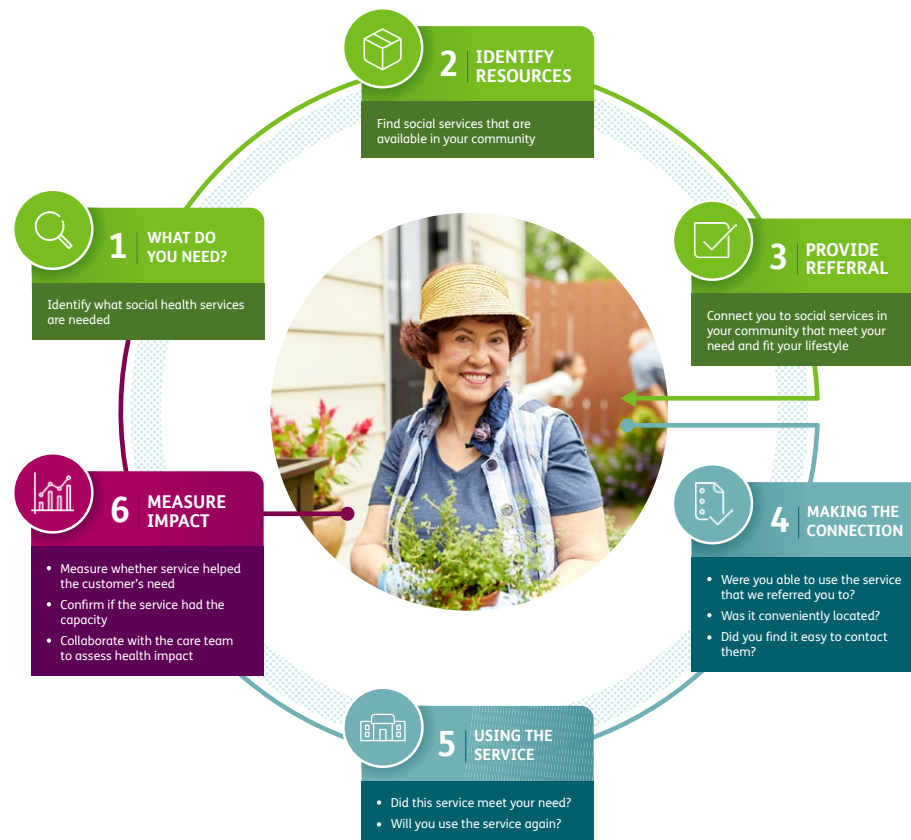 1
WHAT DO
YOU NEED?
Identify what social health services
are needed
2
IDENTIFY
RESOURCES
Find social services that are
available in your community
3
PROVIDE
REFERRAL
Connect you to social services in
your community that meet your
need and fit your lifestyle
4
MAKING THE
CONNECTION
• Were you able to use the service
that we referred you to?
• Was it conveniently located?
• Did you find it easy to contact
them?
5
USING THE
SERVICE
• Did this service meet your need?
• Will you use the service again?
6
MEASURE
IMPACT
• Measure whether service helped
the customer's need
• Confirm if the service had the
capacity
• Collaborate with the care team
to assess health impact